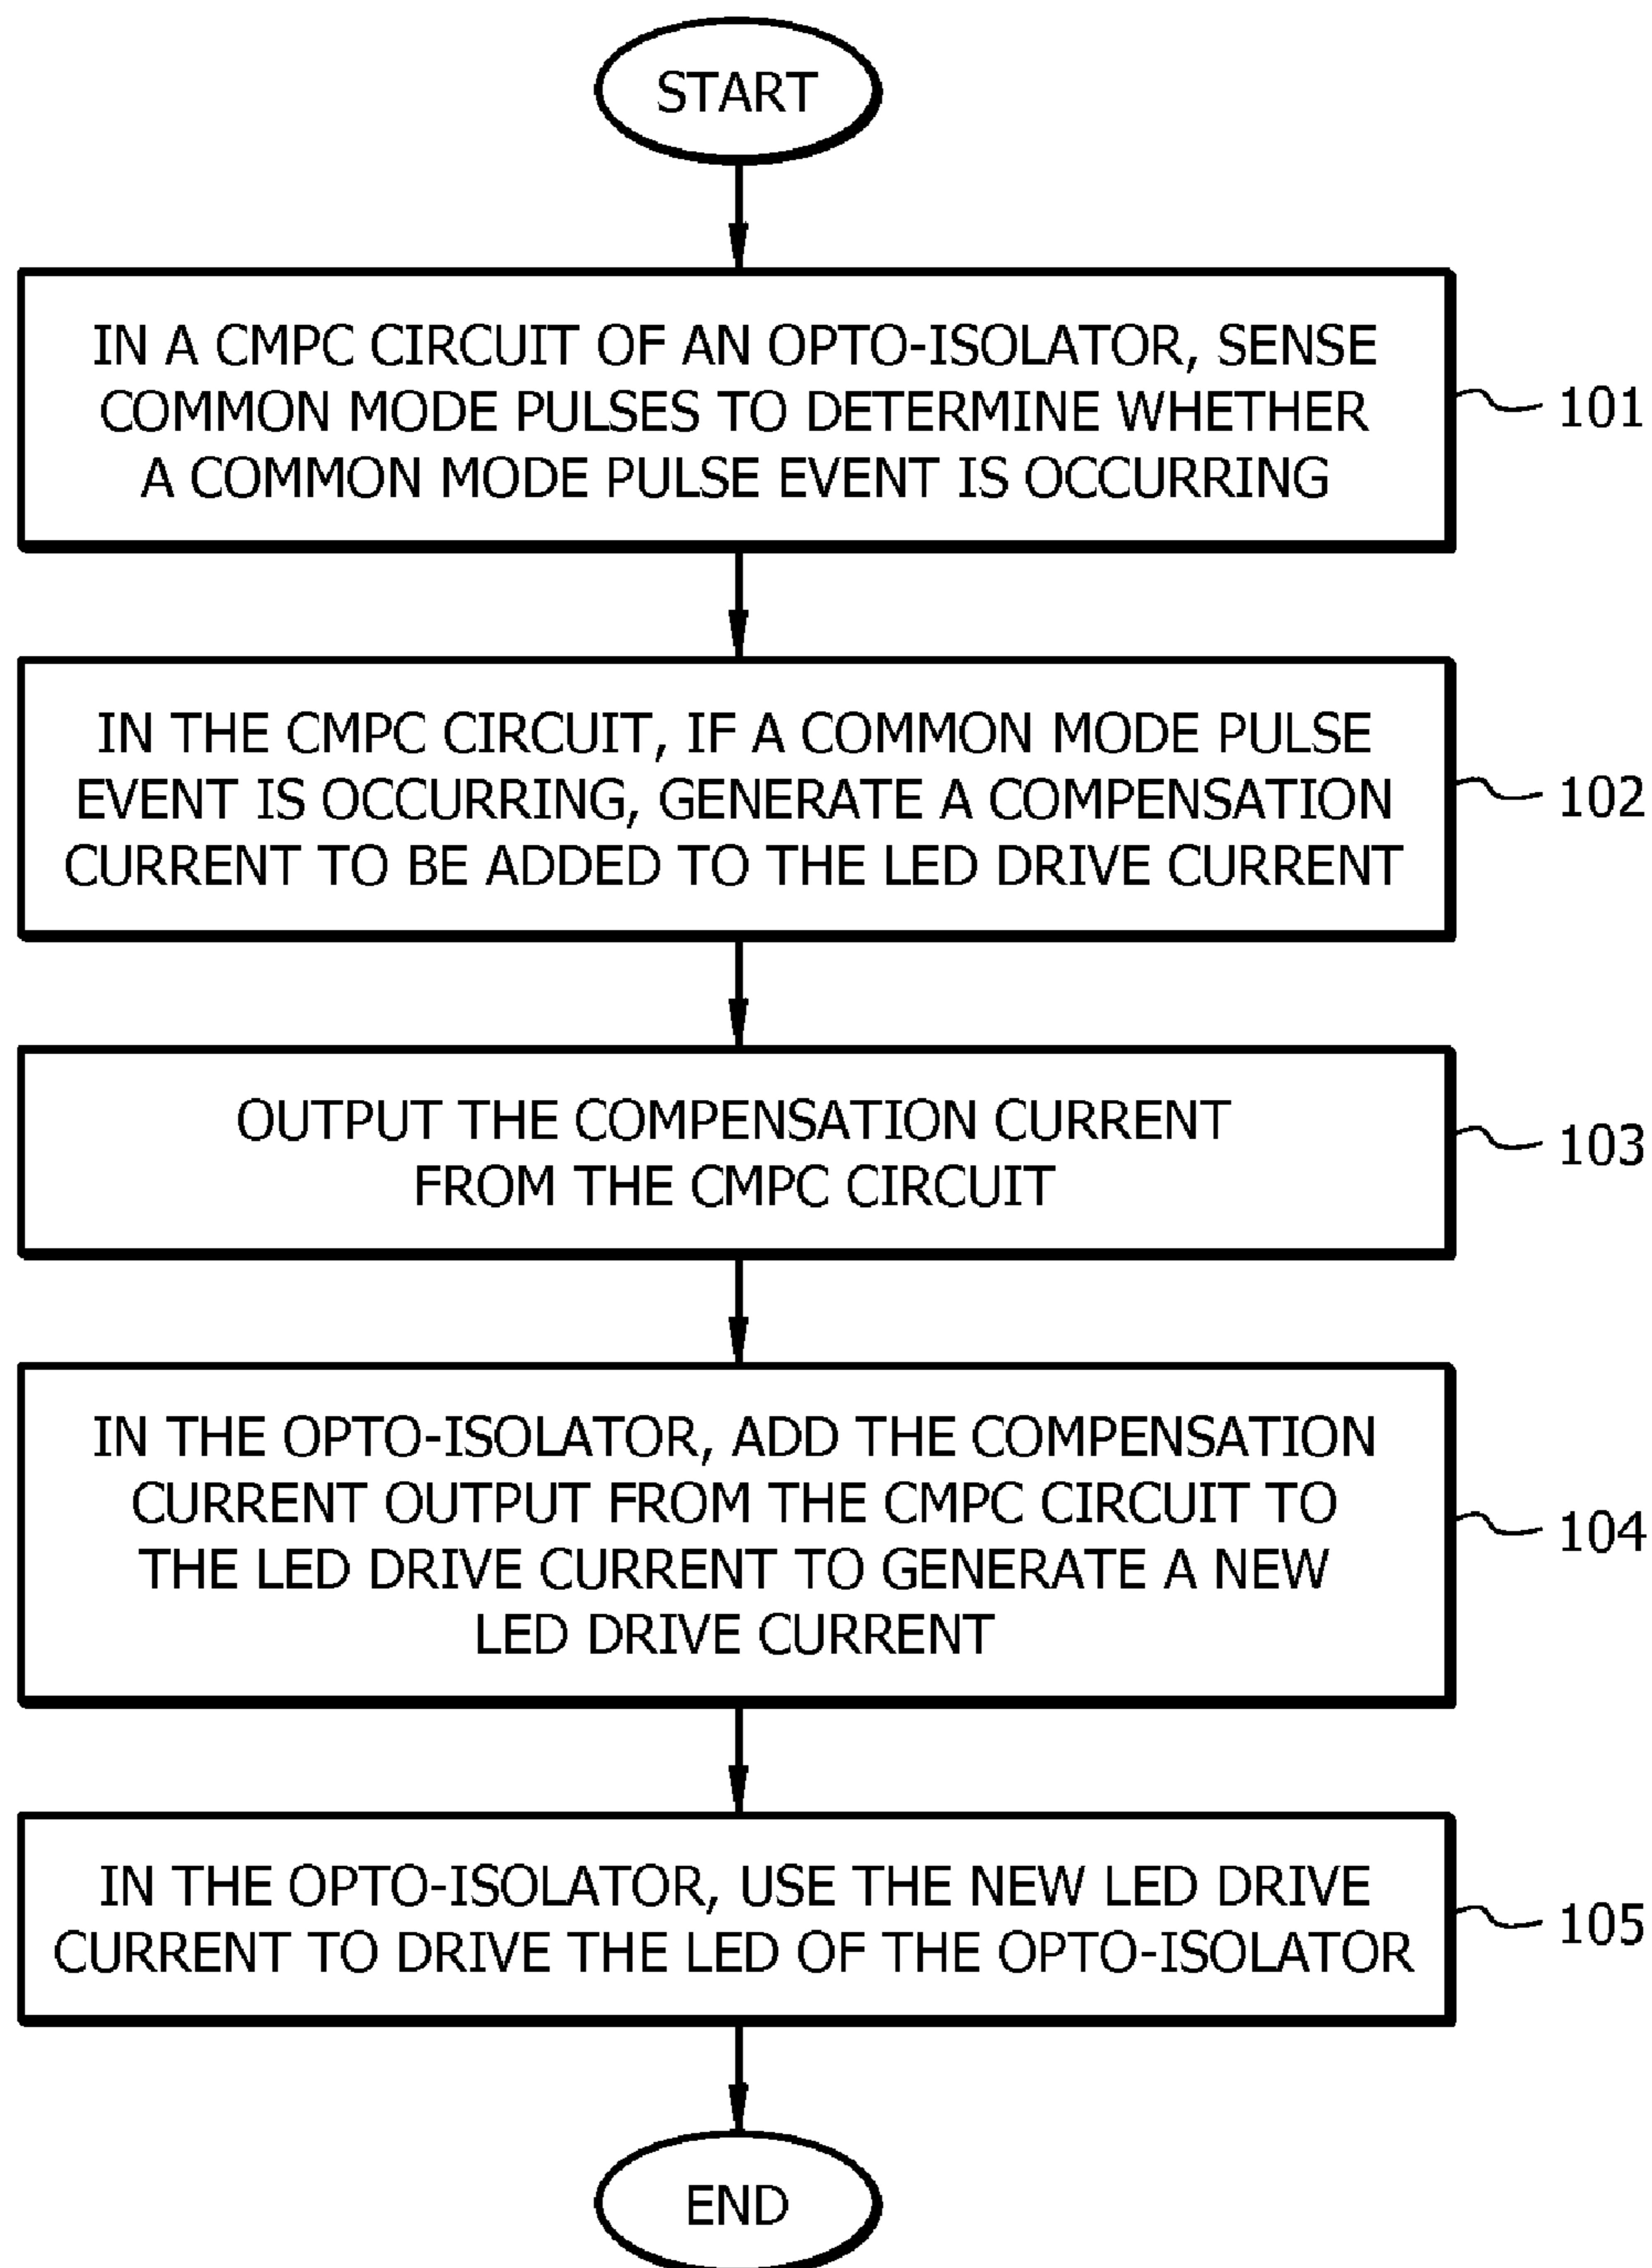 START
IN A CMPC CIRCUIT OF AN OPTO-ISOLATOR, SENSE
COMMON MODE PULSES TO DETERMINE WHETHER
A COMMON MODE PULSE EVENT IS OCCURRING
101
IN THE CMPC CIRCUIT, IF A COMMON MODE PULSE
EVENT IS OCCURRING, GENERATE A COMPENSATION
CURRENT TO BE ADDED TO THE LED DRIVE CURRENT
102
OUTPUT THE COMPENSATION CURRENT
FROM THE CMPC CIRCUIT
103
IN THE OPTO-ISOLATOR, ADD THE COMPENSATION
CURRENT OUTPUT FROM THE CMPC CIRCUIT TO
THE LED DRIVE CURRENT TO GENERATE A NEW
LED DRIVE CURRENT
104
IN THE OPTO-ISOLATOR, USE THE NEW LED DRIVE
CURRENT TO DRIVE THE LED OF THE OPTO-ISOLATOR
105
END